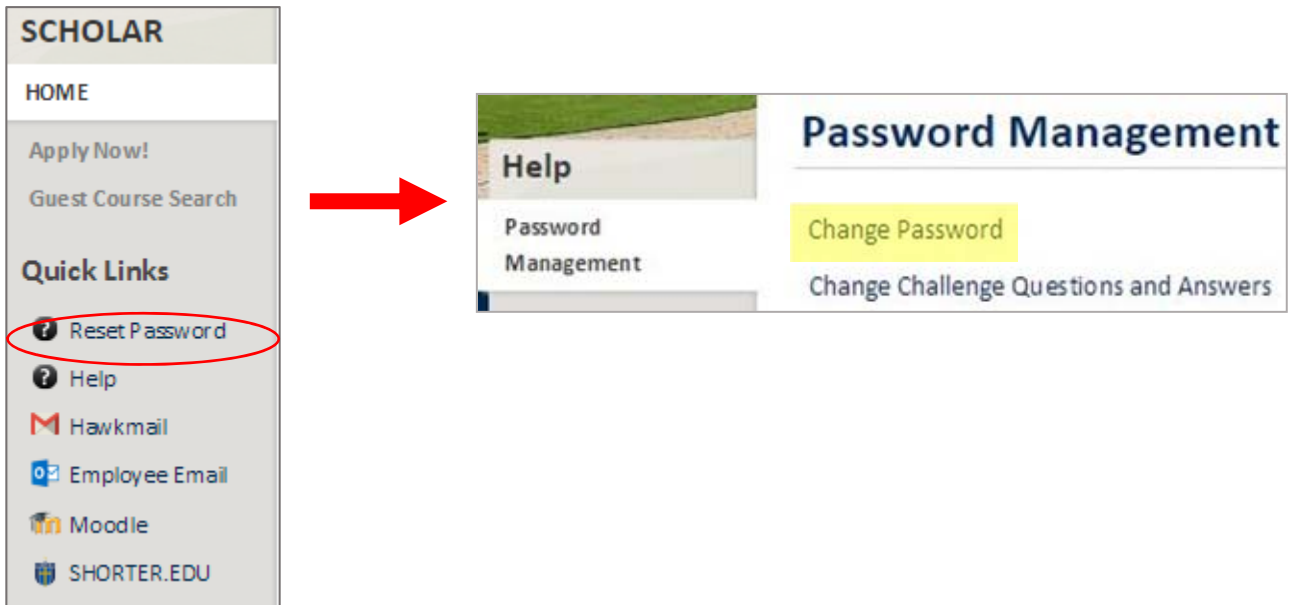 SCHOLAR
HOME
Apply Now!
Guest Course Search
Quick Links
Reset Password
Help
Hawkmail
Employee Email
Moodle
SHORTER.EDU
Help
Password
Management
Password Management
Change Password
Change Challenge Questions and Answers